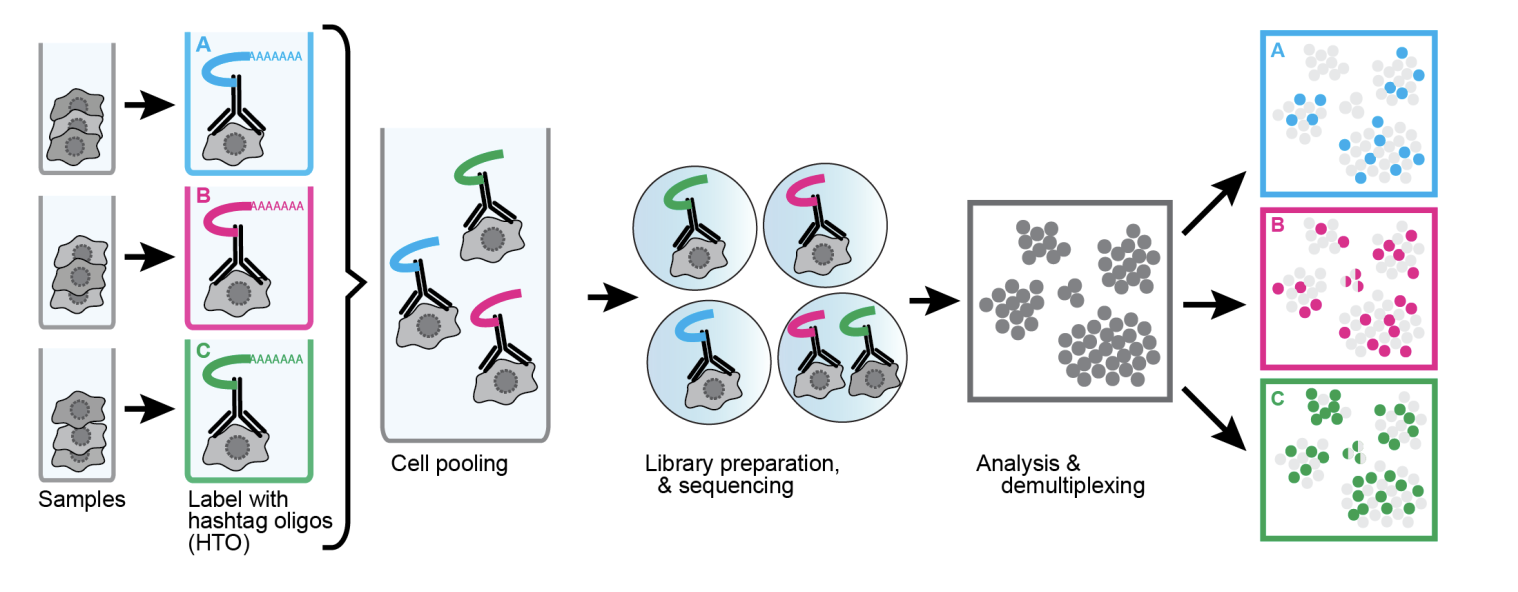 A
AAAAAAA
B
AAAAAAA
C
AAAAAAA
Samples
Label with
hashtag oligos
(HTO)
Cell pooling
Library preparation,
& sequencing
Analysis &
demultiplexing
A
B
C